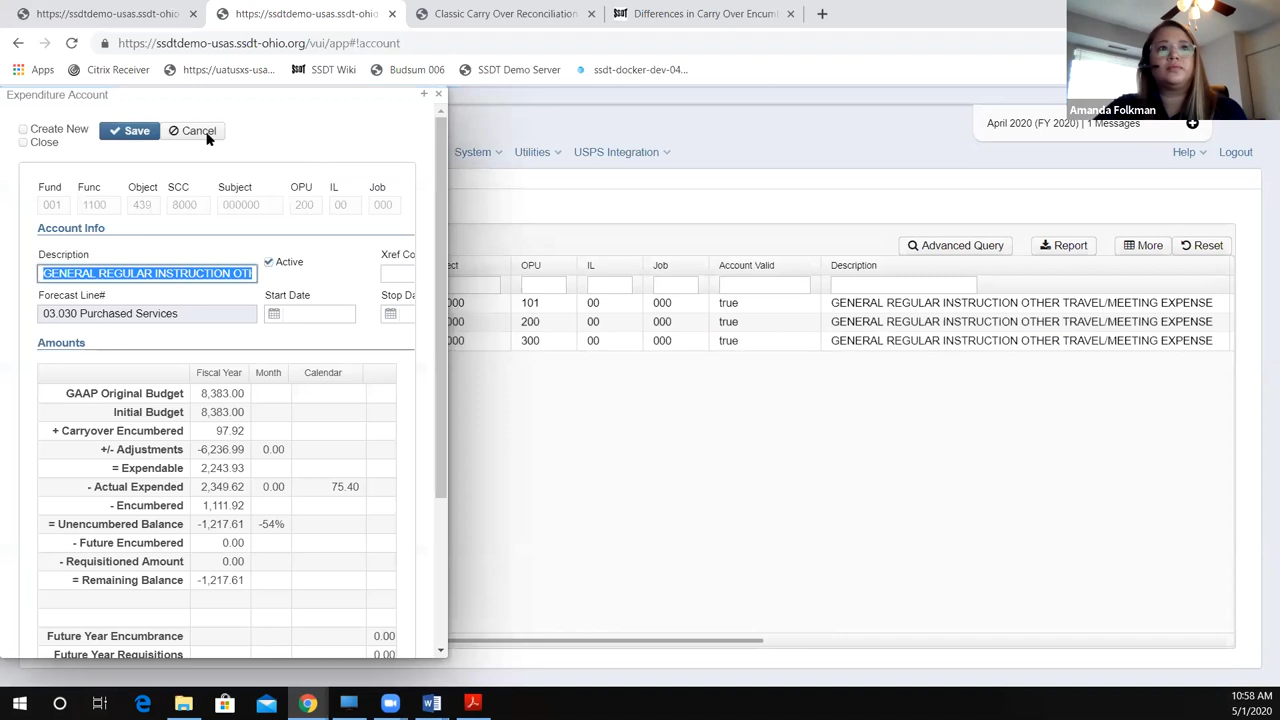 https://ssdtdemo-usas.ssdt-ohio × https://ssdtdemo-usas.ssdt-ohio × Classic Carry Over Reconciliation × SSDT Differences in Carry Over Encum × +
https://ssdtdemo-usas.ssdt-ohio.org/vui/app#!account
Apps Citrix Receiver https://uatusxs-usa... SSDT SSDT Wiki Budsum 006 SSDT Demo Server ssdt-docker-dev-04...
Expenditure Account + ×
Amanda Folkman
April 2020 (FY 2020) | 1 Messages
Create New Save Cancel
Close
System Utilities USPS Integration Help Logout
Fund Func Object SCC Subject OPU IL Job
001 1100 439 8000 000000 200 00 000
Account Info
Description Active Xref Co
GENERAL REGULAR INSTRUCTION OTH
Forecast Line# Start Date Stop Da
03.030 Purchased Services
Amounts
Fiscal Year Month Calendar
GAAP Original Budget 8,383.00
Initial Budget 8,383.00
+ Carryover Encumbered 97.92
+/- Adjustments -6,236.99 0.00
= Expendable 2,243.93
- Actual Expended 2,349.62 0.00 75.40
- Encumbered 1,111.92
= Unencumbered Balance -1,217.61 -54%
- Future Encumbered 0.00
- Requisitioned Amount 0.00
= Remaining Balance -1,217.61
Future Year Encumbrance 0.00
Future Year Requisitions 0.00
Advanced Query Report More Reset
ect OPU IL Job Account Valid Description
000 101 00 000 true GENERAL REGULAR INSTRUCTION OTHER TRAVEL/MEETING EXPENSE
000 200 00 000 true GENERAL REGULAR INSTRUCTION OTHER TRAVEL/MEETING EXPENSE
000 300 00 000 true GENERAL REGULAR INSTRUCTION OTHER TRAVEL/MEETING EXPENSE
10:58 AM
5/1/2020